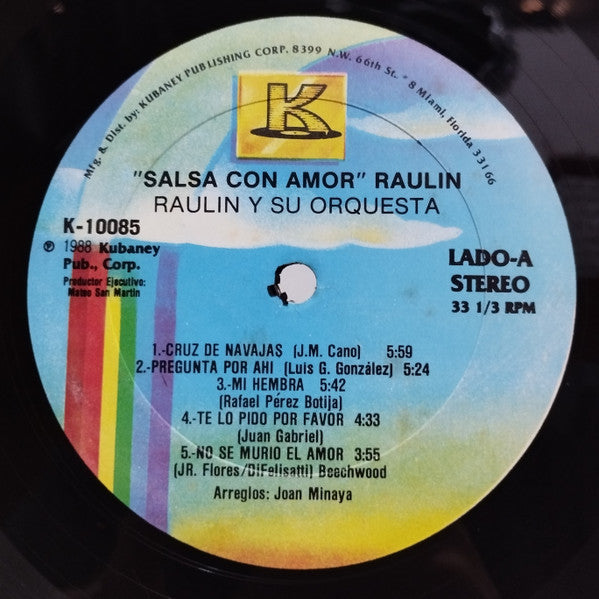 Mfg. & Dist. by: KUBANEY PUBLISHING CORP. 8399 N.W. 66th St. * 8 Miami, Florida 33166
K
"SALSA CON AMOR" RAULIN
RAULIN Y SU ORQUESTA
K-10085
℗ 1988 Kubaney
Pub., Corp.
Productor Ejecutivo:
Mateo San Martin
LADO-A
STEREO
33 1/3 RPM
1.-CRUZ DE NAVAJAS (J.M. Cano) 5:59
2.-PREGUNTA POR AHI (Luis G. González) 5:24
3.-MI HEMBRA 5:42
(Rafael Pérez Botija)
4.-TE LO PIDO POR FAVOR 4:33
(Juan Gabriel)
5.-NO SE MURIO EL AMOR 3:55
(JR. Flores/DiFelisatti) Beechwood
Arreglos: Joan Minaya